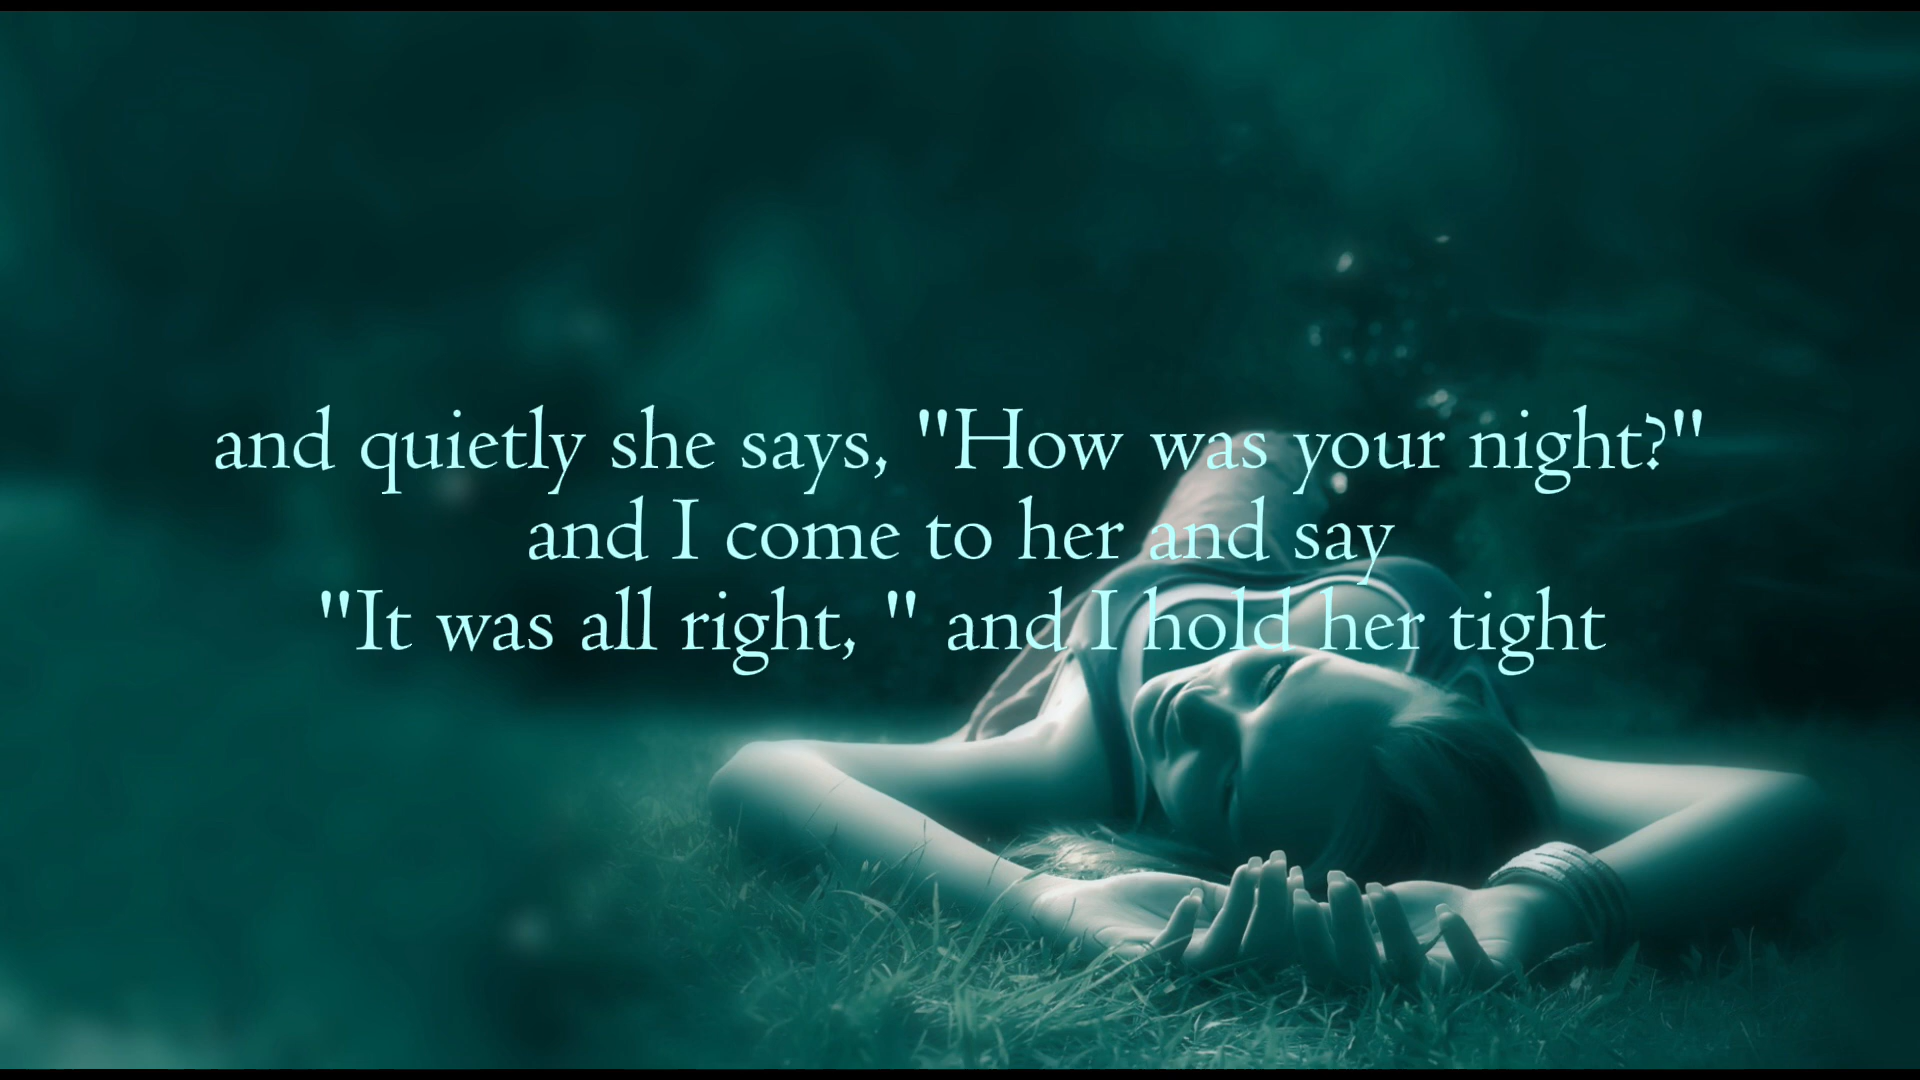 and quietly she says, "How was your night?"
and I come to her and say
"It was all right, " and I hold her tight